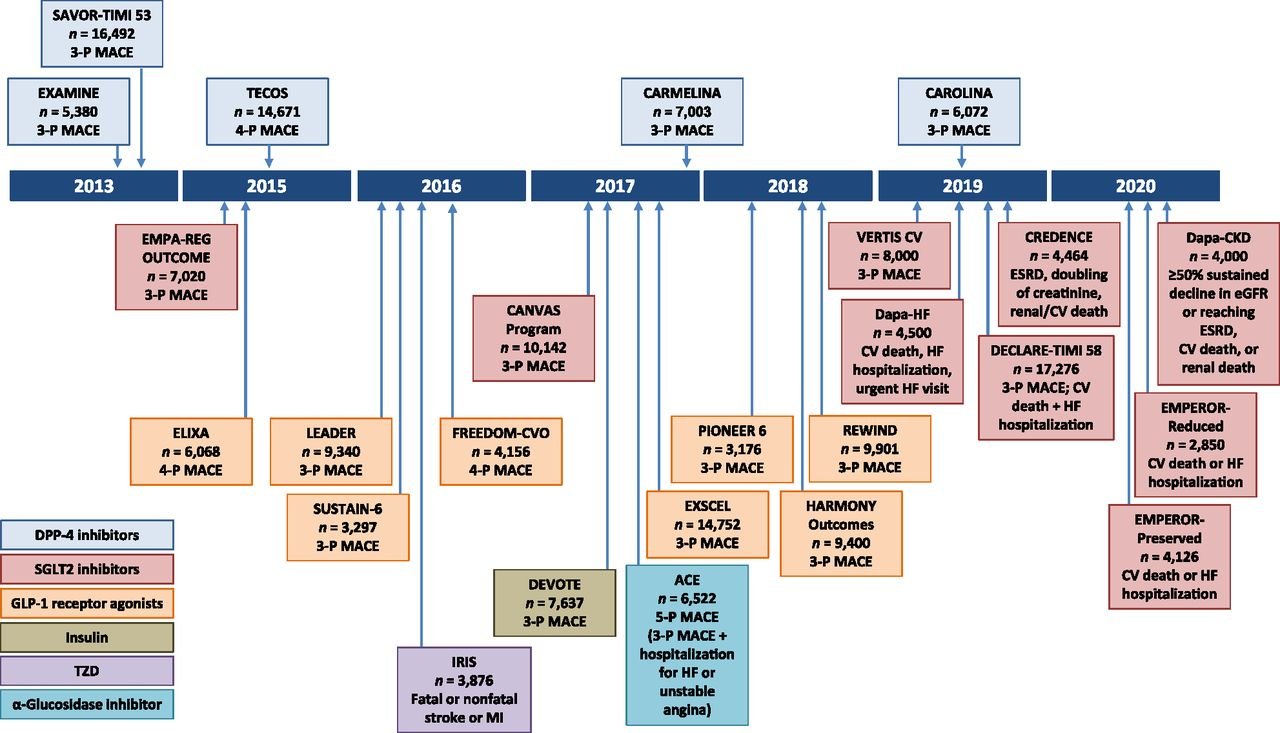 SAVOR-TIMI 53
n = 16,492
3-P MACE
EXAMINE
n = 5,380
3-P MACE
TECOS
n = 14,671
4-P MACE
CARMELINA
n = 7,003
3-P MACE
CAROLINA
n = 6,072
3-P MACE
2013
2015
2016
2017
2018
2019
2020
EMPA-REG
OUTCOME
n = 7,020
3-P MACE
CANVAS
Program
n = 10,142
3-P MACE
VERTIS CV
n = 8,000
3-P MACE
Dapa-HF
n = 4,500
CV death, HF
hospitalization,
urgent HF visit
CREDENCE
n = 4,464
ESRD, doubling
of creatinine,
renal/CV death
DECLARE-TIMI 58
n = 17,276
3-P MACE; CV
death + HF
hospitalization
Dapa-CKD
n = 4,000
≥50% sustained
decline in eGFR
or reaching
ESRD,
CV death, or
renal death
EMPEROR-
Reduced
n = 2,850
CV death or HF
hospitalization
EMPEROR-
Preserved
n = 4,126
CV death or HF
hospitalization
ELIXA
n = 6,068
4-P MACE
LEADER
n = 9,340
3-P MACE
SUSTAIN-6
n = 3,297
3-P MACE
FREEDOM-CVO
n = 4,156
4-P MACE
PIONEER 6
n = 3,176
3-P MACE
REWIND
n = 9,901
3-P MACE
EXSCEL
n = 14,752
3-P MACE
HARMONY
Outcomes
n = 9,400
3-P MACE
DEVOTE
n = 7,637
3-P MACE
ACE
n = 6,522
5-P MACE
(3-P MACE +
hospitalization
for HF or
unstable
angina)
IRIS
n = 3,876
Fatal or nonfatal
stroke or MI
DPP-4 inhibitors
SGLT2 inhibitors
GLP-1 receptor agonists
Insulin
TZD
α-Glucosidase inhibitor